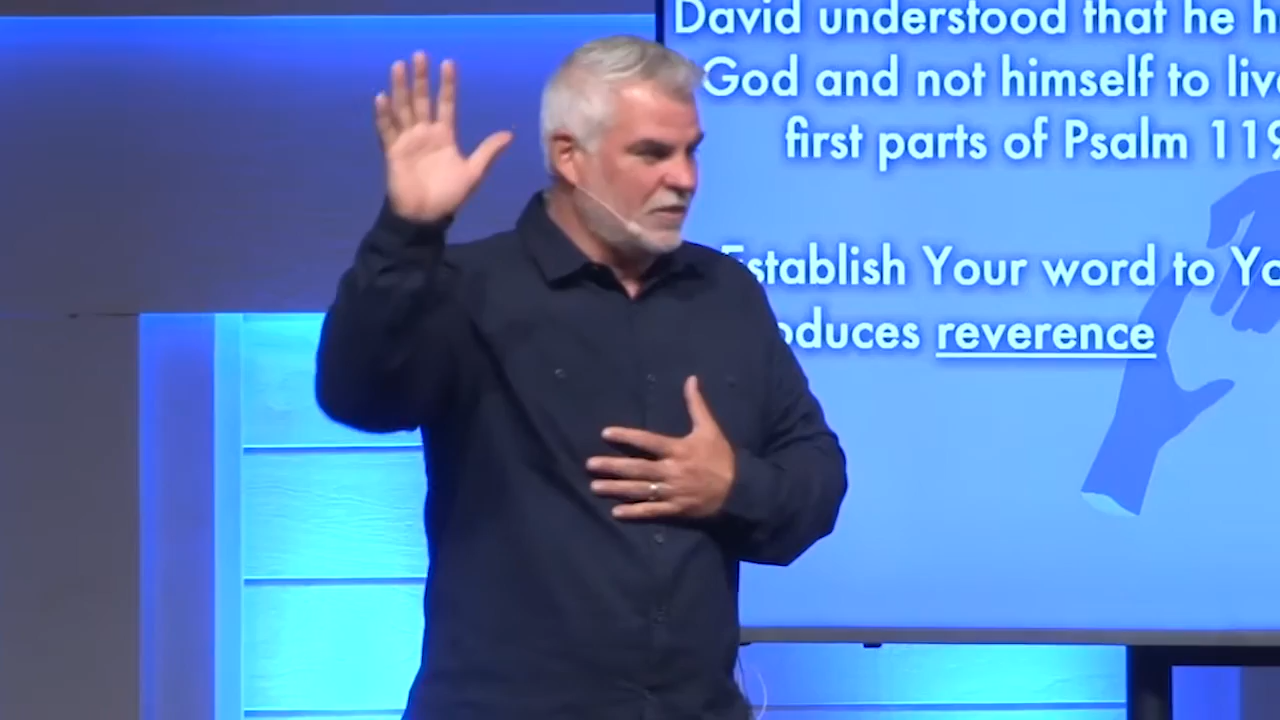 David understood that he h
God and not himself to liv
first parts of Psalm 119
Establish Your word to Yo
oduces reverence